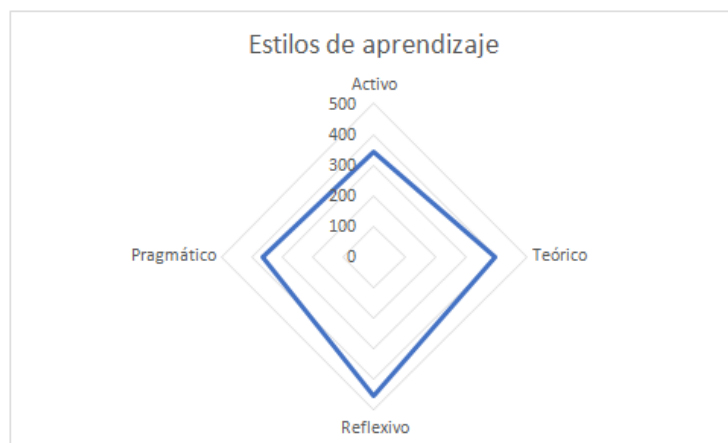 Estilos de aprendizaje
Activo
500
400
300
200
100
0
Pragmático
Teórico
Reflexivo